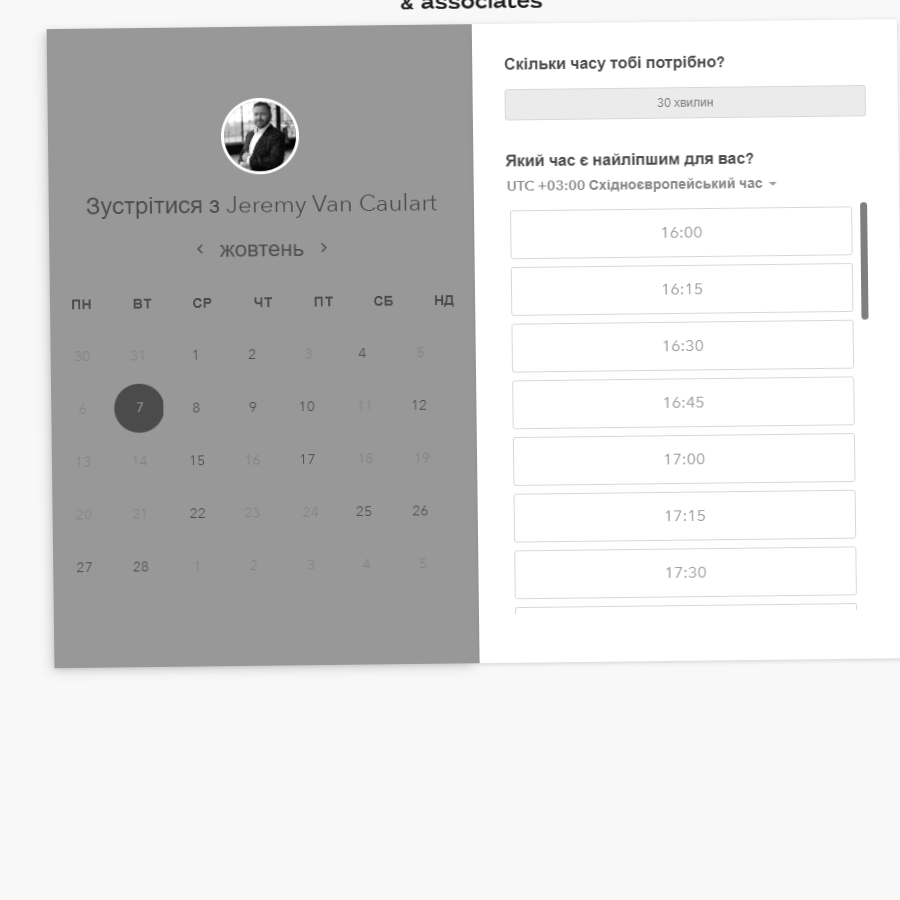 & associates
Зустрітися з Jeremy Van Caulart
жовтень
ПН ВТ СР ЧТ ПТ СБ НД
30 31 1 2 3 4 5
6 7 8 9 10 11 12
13 14 15 16 17 18 19
20 21 22 23 24 25 26
27 28 1 2 3 4 5
Скільки часу тобі потрібно?
30 хвилин
Який час є найліпшим для вас?
UTC +03:00 Східноєвропейський час
16:00
16:15
16:30
16:45
17:00
17:15
17:30